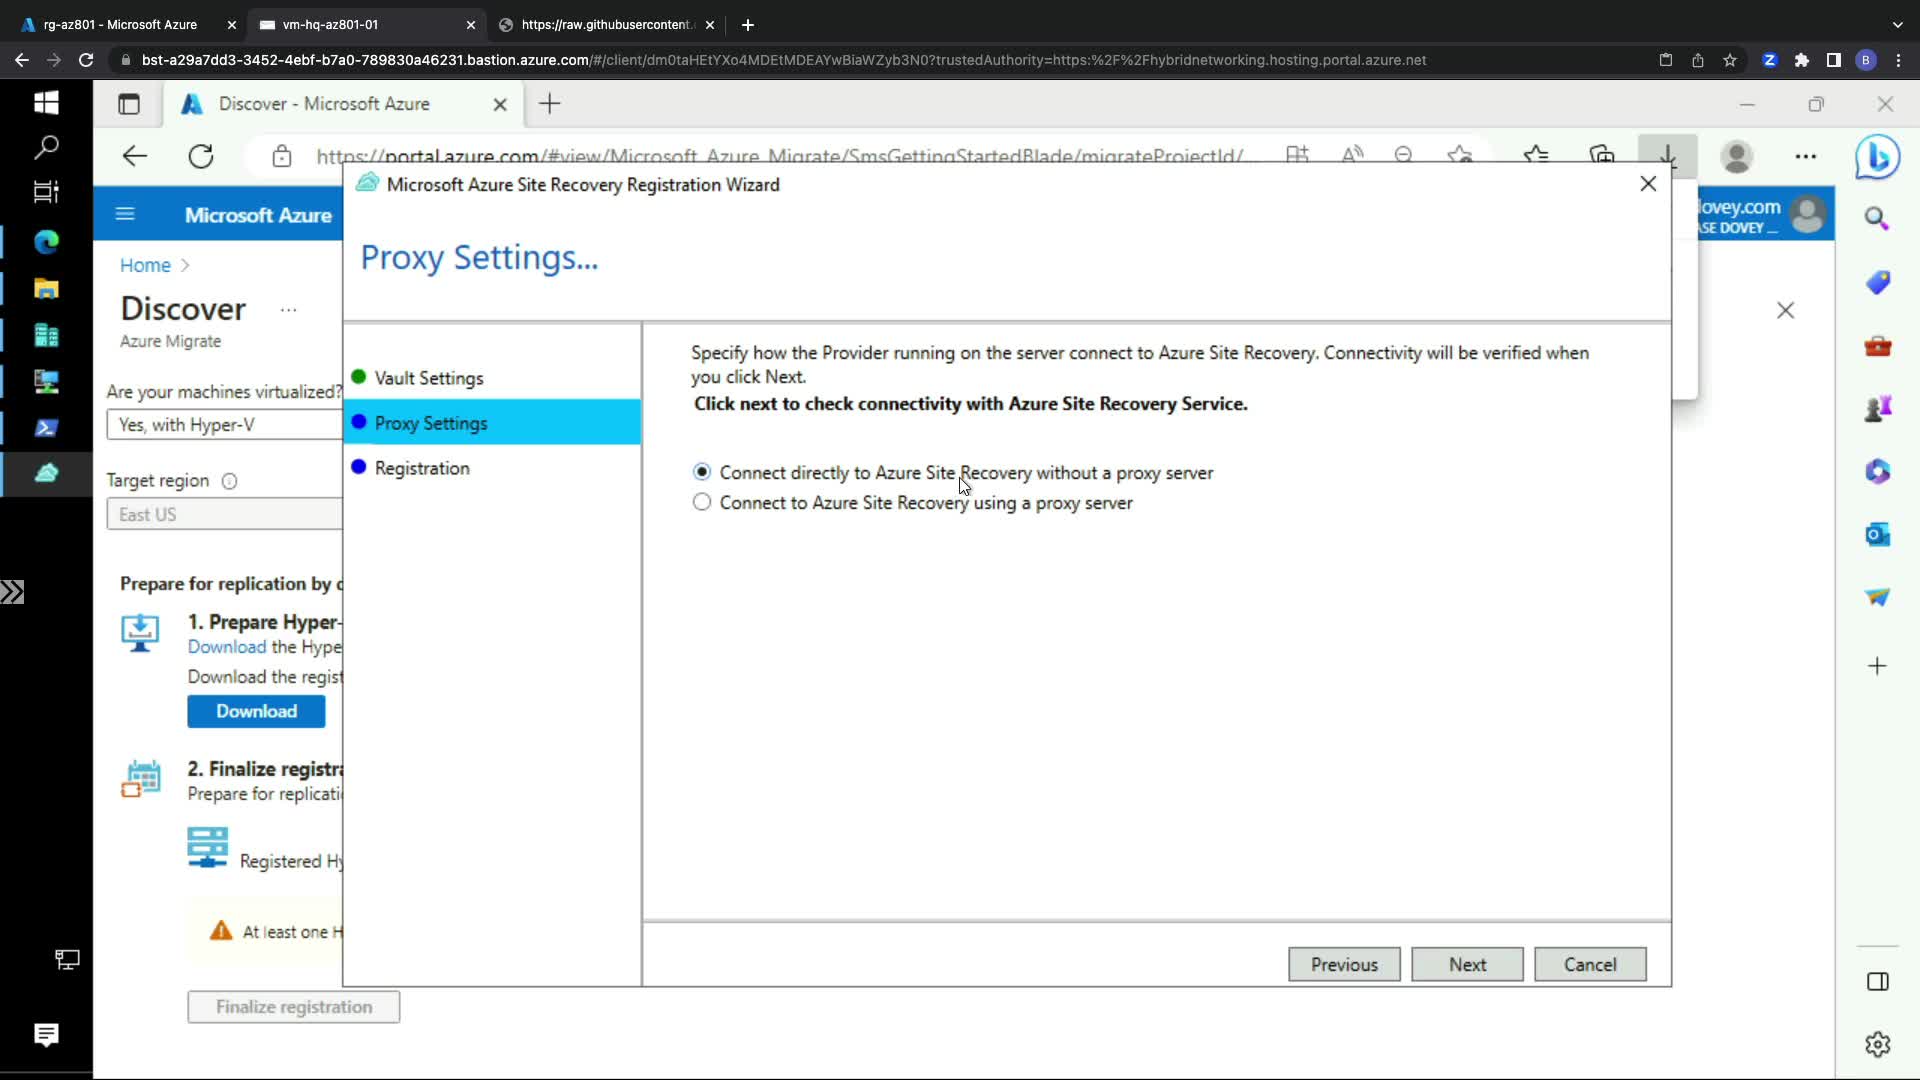 rg-az801 - Microsoft Azure
vm-hq-az801-01
https://raw.githubusercontent.
bst-a29a7dd3-3452-4ebf-b7a0-789830a46231.bastion.azure.com/#/client/dm0taHEtYXo4MDEtMDEAYwBiaWZyb3N0?trustedAuthority=https:%2F%2Fhybridnetworking.hosting.portal.azure.net
B
Discover - Microsoft Azure
https://portal.azure.com/#view/Microsoft_Azure_Migrate/SmsGettingStartedBlade/migrateProjectId/...
Microsoft Azure Site Recovery Registration Wizard
Microsoft Azure
lovey.com
ASE DOVEY ...
Proxy Settings...
Home >
Discover ...
Azure Migrate
Are your machines virtualized?
Yes, with Hyper-V
Target region
East US
Vault Settings
Proxy Settings
Registration
Specify how the Provider running on the server connect to Azure Site Recovery. Connectivity will be verified when
you click Next.
Click next to check connectivity with Azure Site Recovery Service.
Connect directly to Azure Site Recovery without a proxy server
Connect to Azure Site Recovery using a proxy server
Prepare for replication by
1. Prepare Hyper-
Download the Hype
Download the regist
Download
2. Finalize registra
Prepare for replicati
Registered Hy
At least one H
Finalize registration
Previous
Next
Cancel